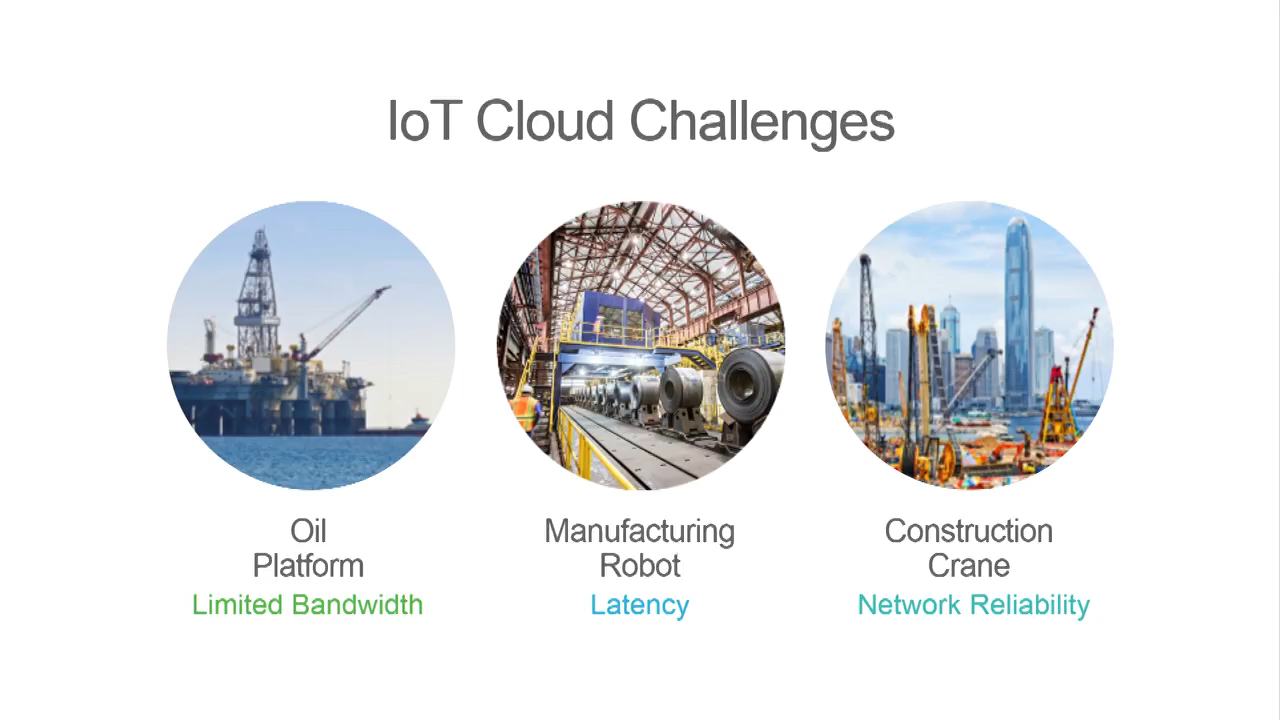 IoT Cloud Challenges
Oil
Platform
Limited Bandwidth
Manufacturing
Robot
Latency
Construction
Crane
Network Reliability